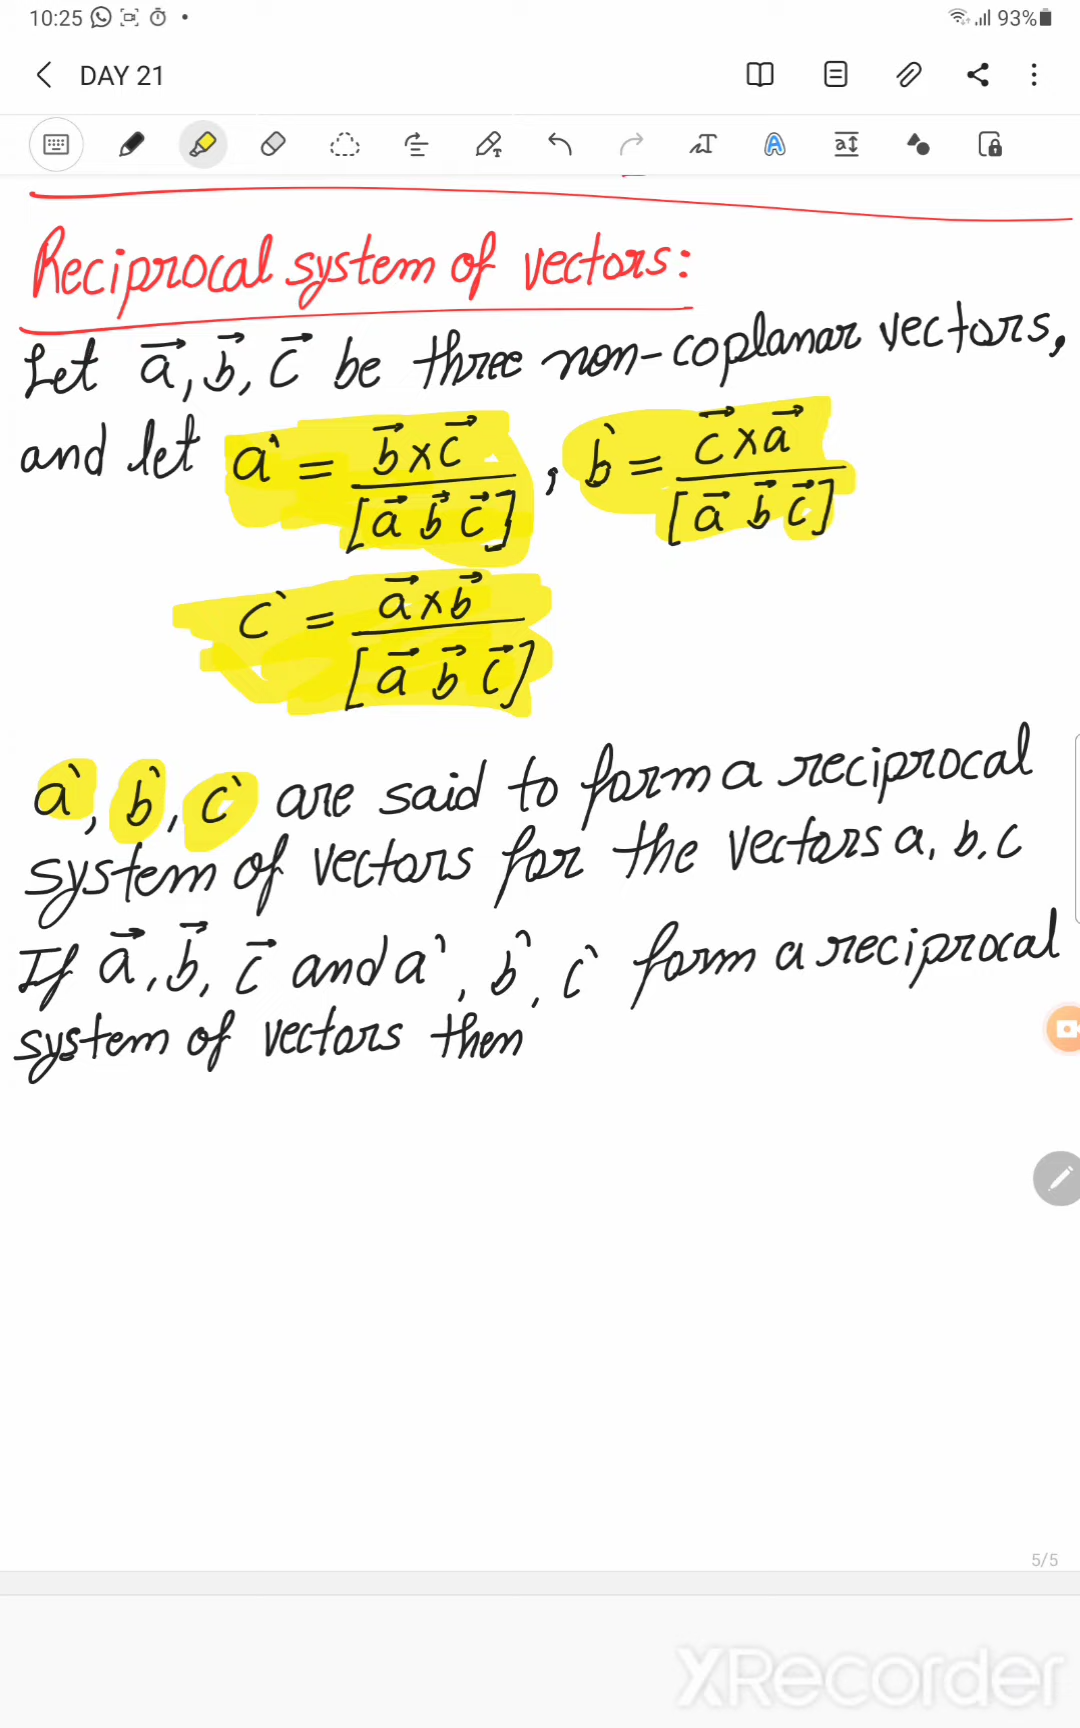 10:25 93%
DAY 21
Reciprocal system of vectors:
Let a⃗, b⃗, c⃗ be three non-coplanar vectors,
and let a` = b⃗×c⃗ / [a⃗ b⃗ c⃗] , b` = c⃗×a⃗ / [a⃗ b⃗ c⃗]
c` = a⃗×b⃗ / [a⃗ b⃗ c⃗]
a`, b`, c` are said to form a reciprocal
system of vectors for the vectors a, b, c
If a⃗, b⃗, c⃗ and a`, b`, c` form a reciprocal
system of vectors then
5/5
XRecorder